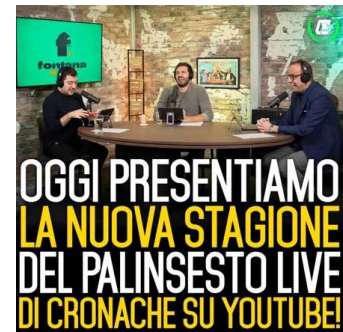 fontana
OGGI PRESENTIAMO
LA NUOVA STAGIONE
DEL PALINSESTO LIVE
DI CRONACHE SU YOUTUBE!